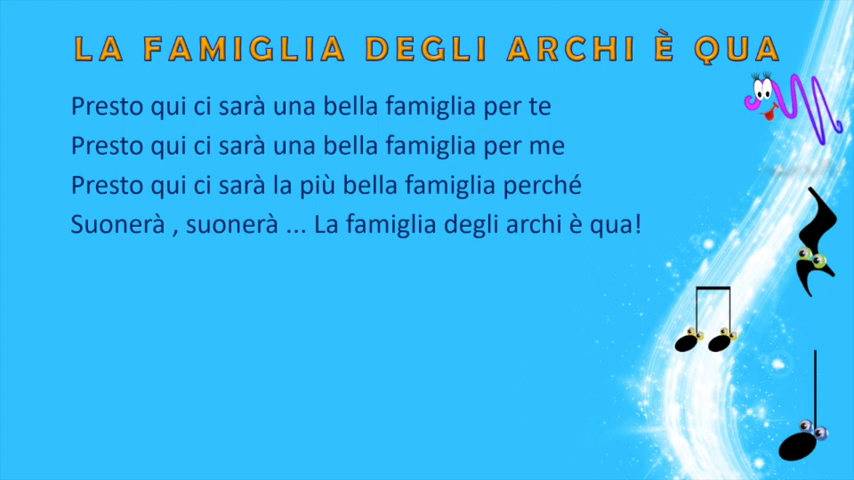 LA FAMIGLIA DEGLI ARCHI È QUA
Presto qui ci sarà una bella famiglia per te
Presto qui ci sarà una bella famiglia per me
Presto qui ci sarà la più bella famiglia perché
Suonerà , suonerà ... La famiglia degli archi è qua!